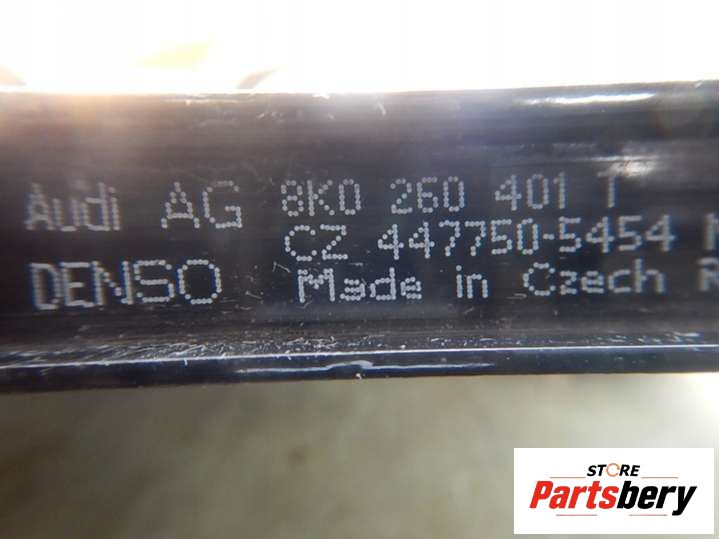 Audi AG 8K0 260 401 T
CZ 447750-5454
DENSO Made in Czech R
STORE
Partsbery